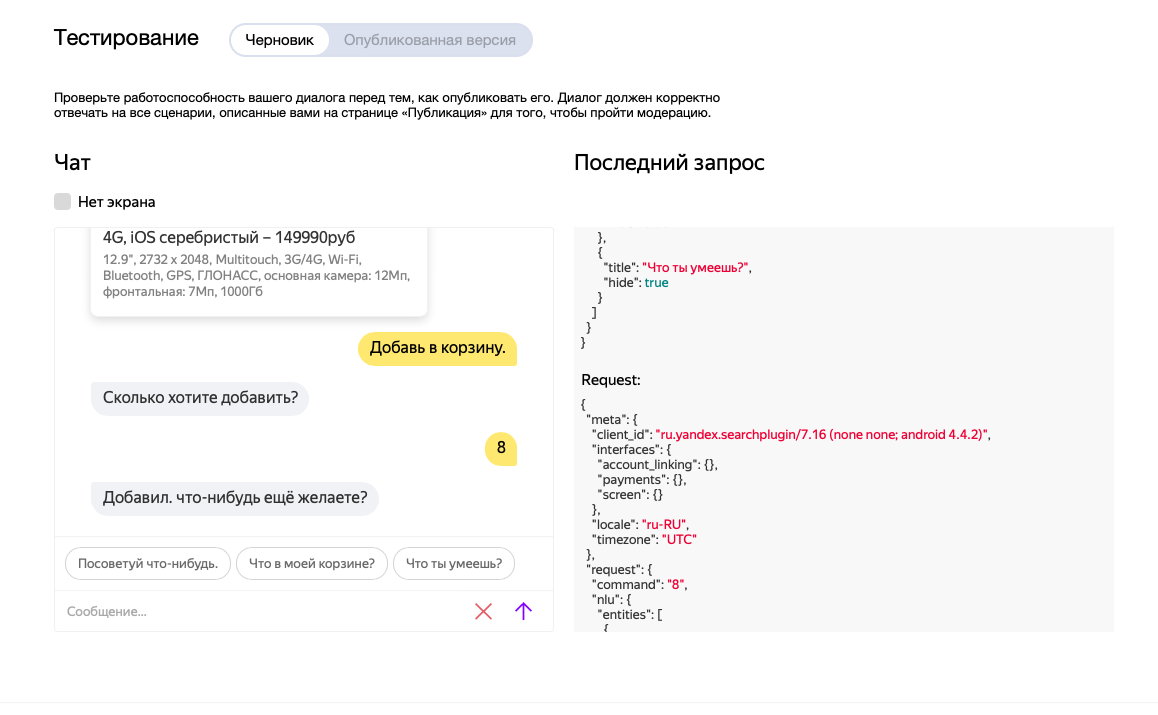 Тестирование
Черновик
Опубликованная версия
Проверьте работоспособность вашего диалога перед тем, как опубликовать его. Диалог должен корректно
отвечать на все сценарии, описанные вами на странице «Публикация» для того, чтобы пройти модерацию.
Чат
Нет экрана
4G, iOS серебристый – 149990руб
12.9", 2732 x 2048, Multitouch, 3G/4G, Wi-Fi,
Bluetooth, GPS, ГЛОНАСС, основная камера: 12Мп,
фронтальная: 7Мп, 1000Гб
Добавь в корзину.
Сколько хотите добавить?
8
Добавил. что-нибудь ещё желаете?
Посоветуй что-нибудь.
Что в моей корзине?
Что ты умеешь?
Сообщение...
Последний запрос
},
{
"title": "Что ты умеешь?",
"hide": true
}
]
}
}
Request:
{
"meta": {
"client_id": "ru.yandex.searchplugin/7.16 (none none; android 4.4.2)",
"interfaces": {
"account_linking": {},
"payments": {},
"screen": {}
},
"locale": "ru-RU",
"timezone": "UTC"
},
"request": {
"command": "8",
"nlu": {
"entities": [
{